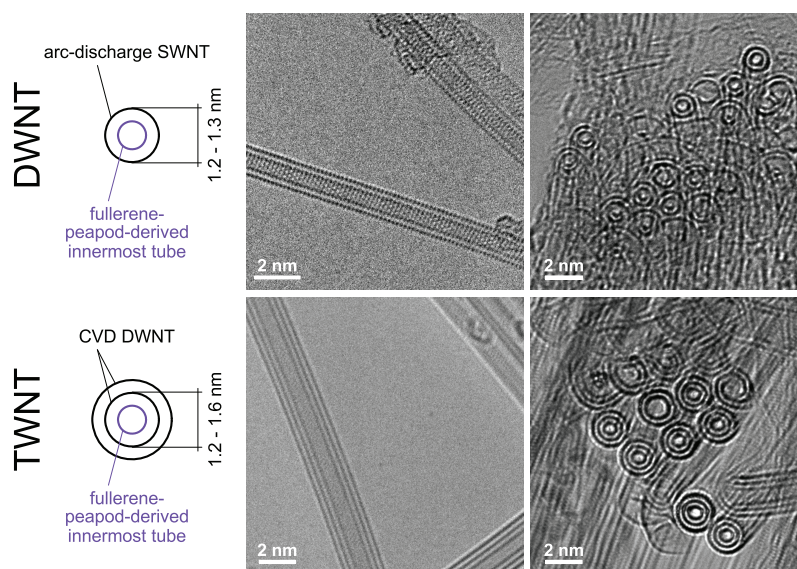 DWNT
arc-discharge SWNT
1.2 - 1.3 nm
fullerene-
peapod-derived
innermost tube
2 nm
2 nm
TWNT
CVD DWNT
1.2 - 1.6 nm
fullerene-
peapod-derived
innermost tube
2 nm
2 nm